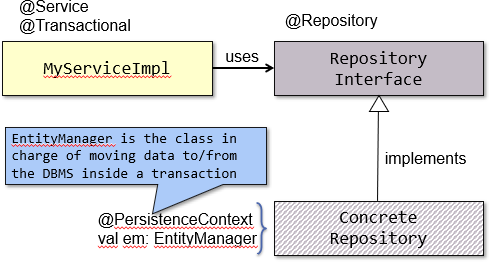 @Service
@Transactional
@Repository
MyServiceImpl
uses
Repository
Interface
EntityManager is the class in
charge of moving data to/from
the DBMS inside a transaction
implements
@PersistenceContext
val em: EntityManager
Concrete
Repository